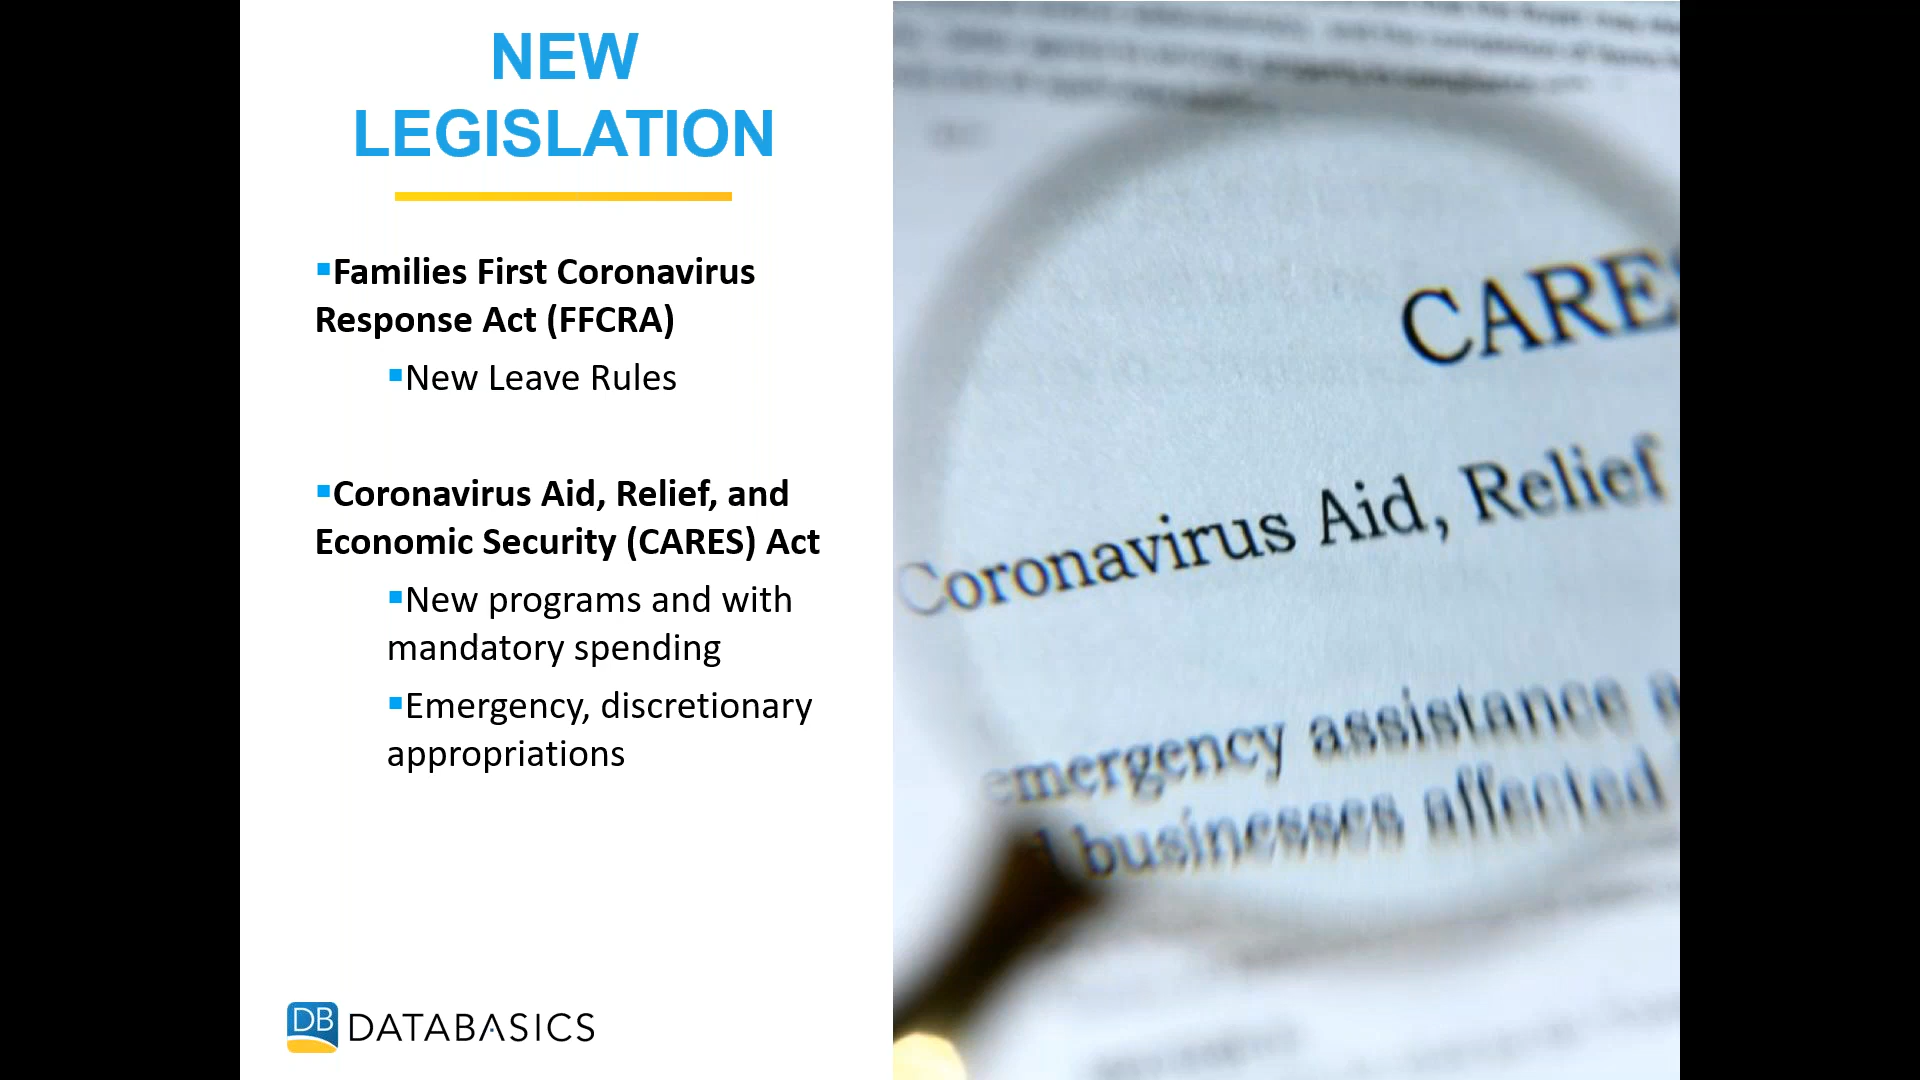 NEW
LEGISLATION
▪Families First Coronavirus
Response Act (FFCRA)
▪New Leave Rules
▪Coronavirus Aid, Relief, and
Economic Security (CARES) Act
▪New programs and with
mandatory spending
▪Emergency, discretionary
appropriations
DB DATABASICS
CARES
Coronavirus Aid, Relief
emergency assistance
businesses affected